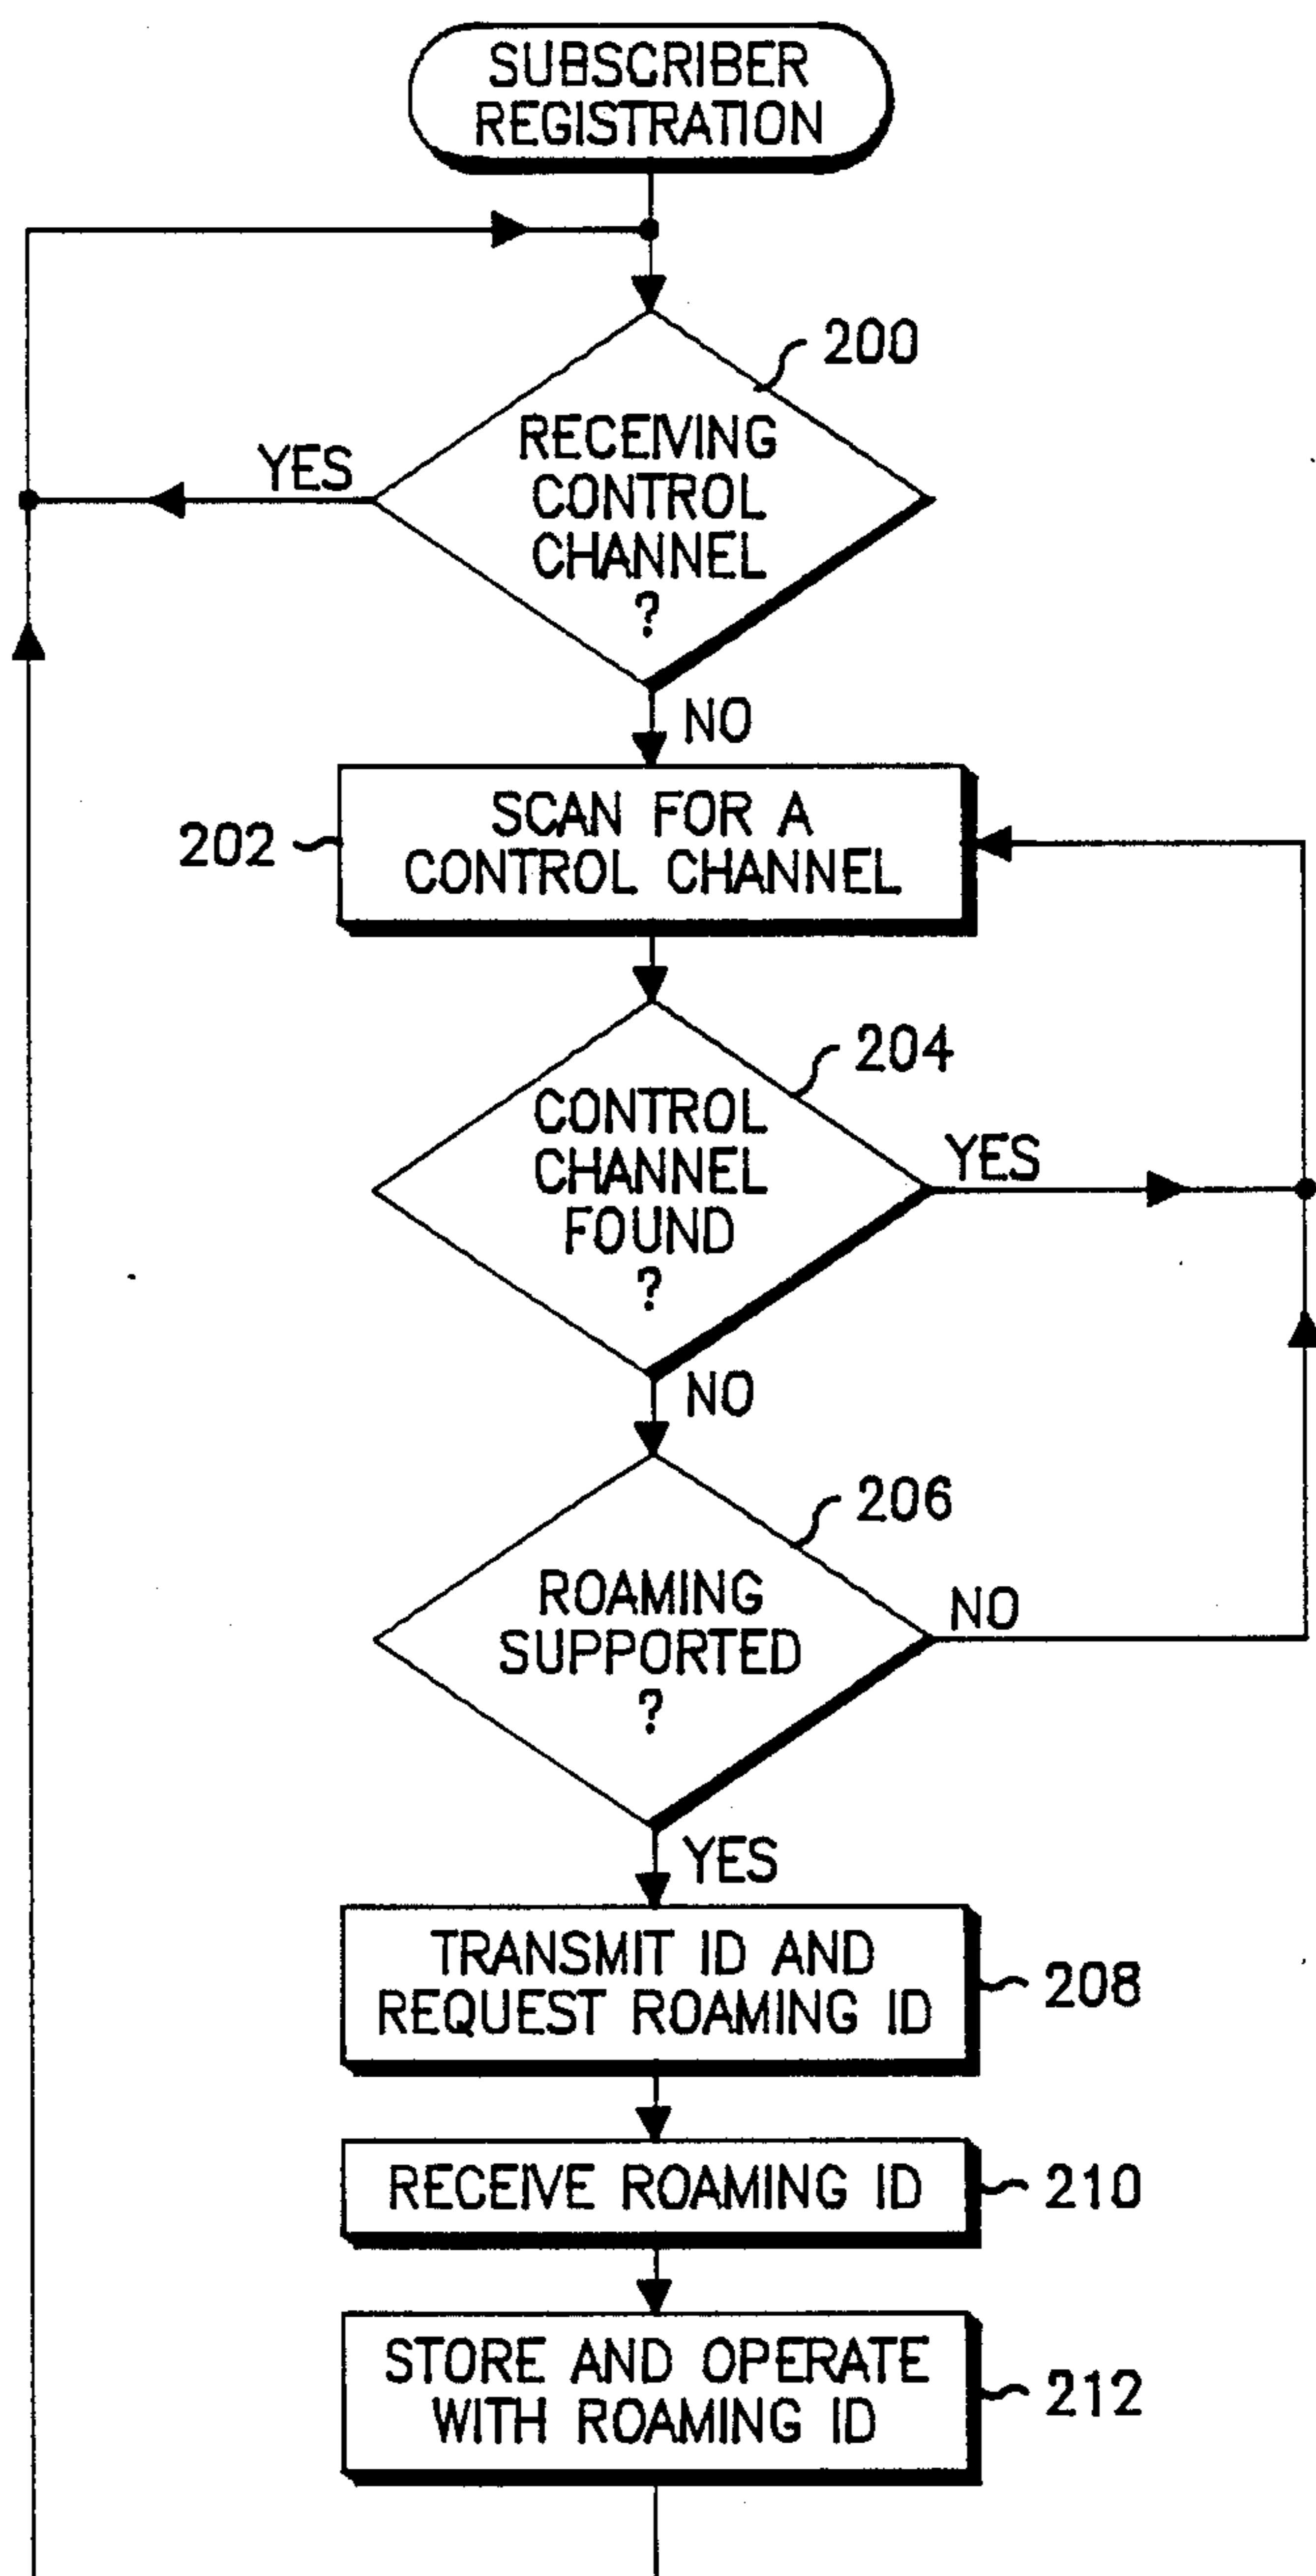 SUBSCRIBER
REGISTRATION
200
RECEIVING
CONTROL
CHANNEL
?
YES
NO
202
SCAN FOR A
CONTROL CHANNEL
204
CONTROL
CHANNEL
FOUND
?
YES
NO
206
ROAMING
SUPPORTED
?
NO
YES
TRANSMIT ID AND
REQUEST ROAMING ID
208
RECEIVE ROAMING ID
210
STORE AND OPERATE
WITH ROAMING ID
212